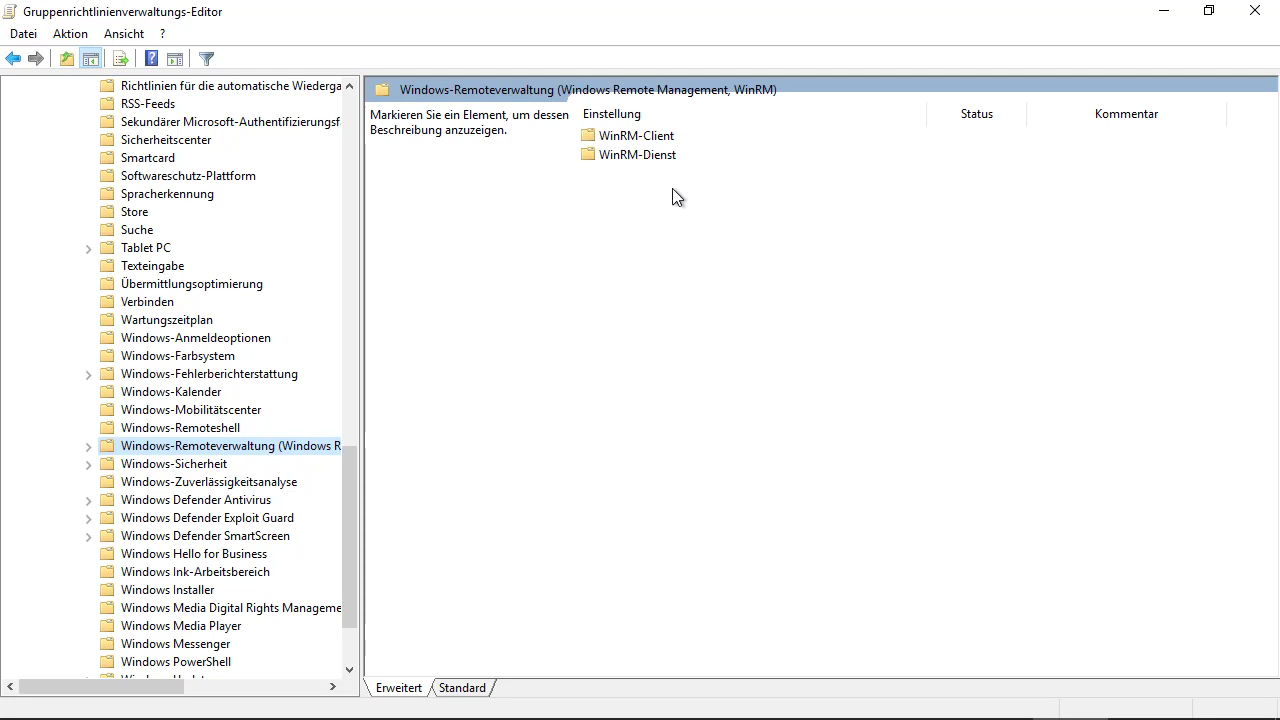 Gruppenrichtlinienverwaltungs-Editor
Datei Aktion Ansicht ?
Richtlinien für die automatische Wiederga
RSS-Feeds
Sekundärer Microsoft-Authentifizierungsf
Sicherheitscenter
Smartcard
Softwareschutz-Plattform
Spracherkennung
Store
Suche
Tablet PC
Texteingabe
Übermittlungsoptimierung
Verbinden
Wartungszeitplan
Windows-Anmeldeoptionen
Windows-Farbsystem
Windows-Fehlerberichterstattung
Windows-Kalender
Windows-Mobilitätscenter
Windows-Remoteshell
Windows-Remoteverwaltung (Windows R
Windows-Sicherheit
Windows-Zuverlässigkeitsanalyse
Windows Defender Antivirus
Windows Defender Exploit Guard
Windows Defender SmartScreen
Windows Hello for Business
Windows Ink-Arbeitsbereich
Windows Installer
Windows Media Digital Rights Manageme
Windows Media Player
Windows Messenger
Windows PowerShell
Windows-Remoteverwaltung (Windows Remote Management, WinRM)
Markieren Sie ein Element, um dessen
Beschreibung anzuzeigen.
Einstellung Status Kommentar
WinRM-Client
WinRM-Dienst
Erweitert Standard